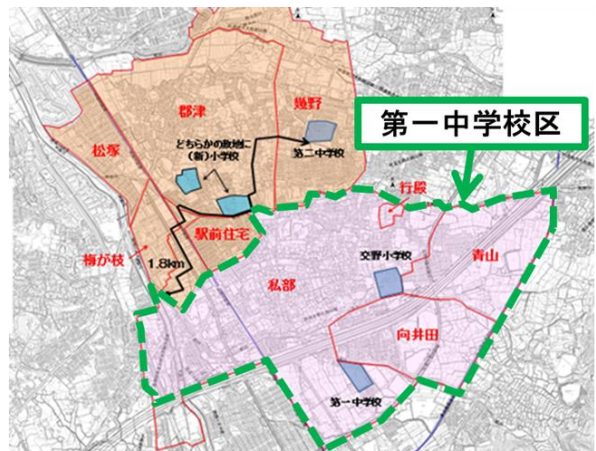 郡津
幾野
第一中学校区
どちらかの敷地に
(新)小学校
第二中学校
松塚
行殿
駅前住宅
梅が枝
1.8km
交野小学校
青山
私部
向井田
第一中学校